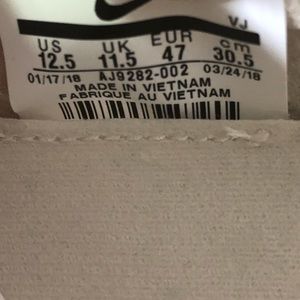 VJ
US UK EUR cm
12.5 11.5 47 30.5
01/17/18 AJ9282-002 03/24/18
MADE IN VIETNAM
FABRIQUE AU VIETNAM